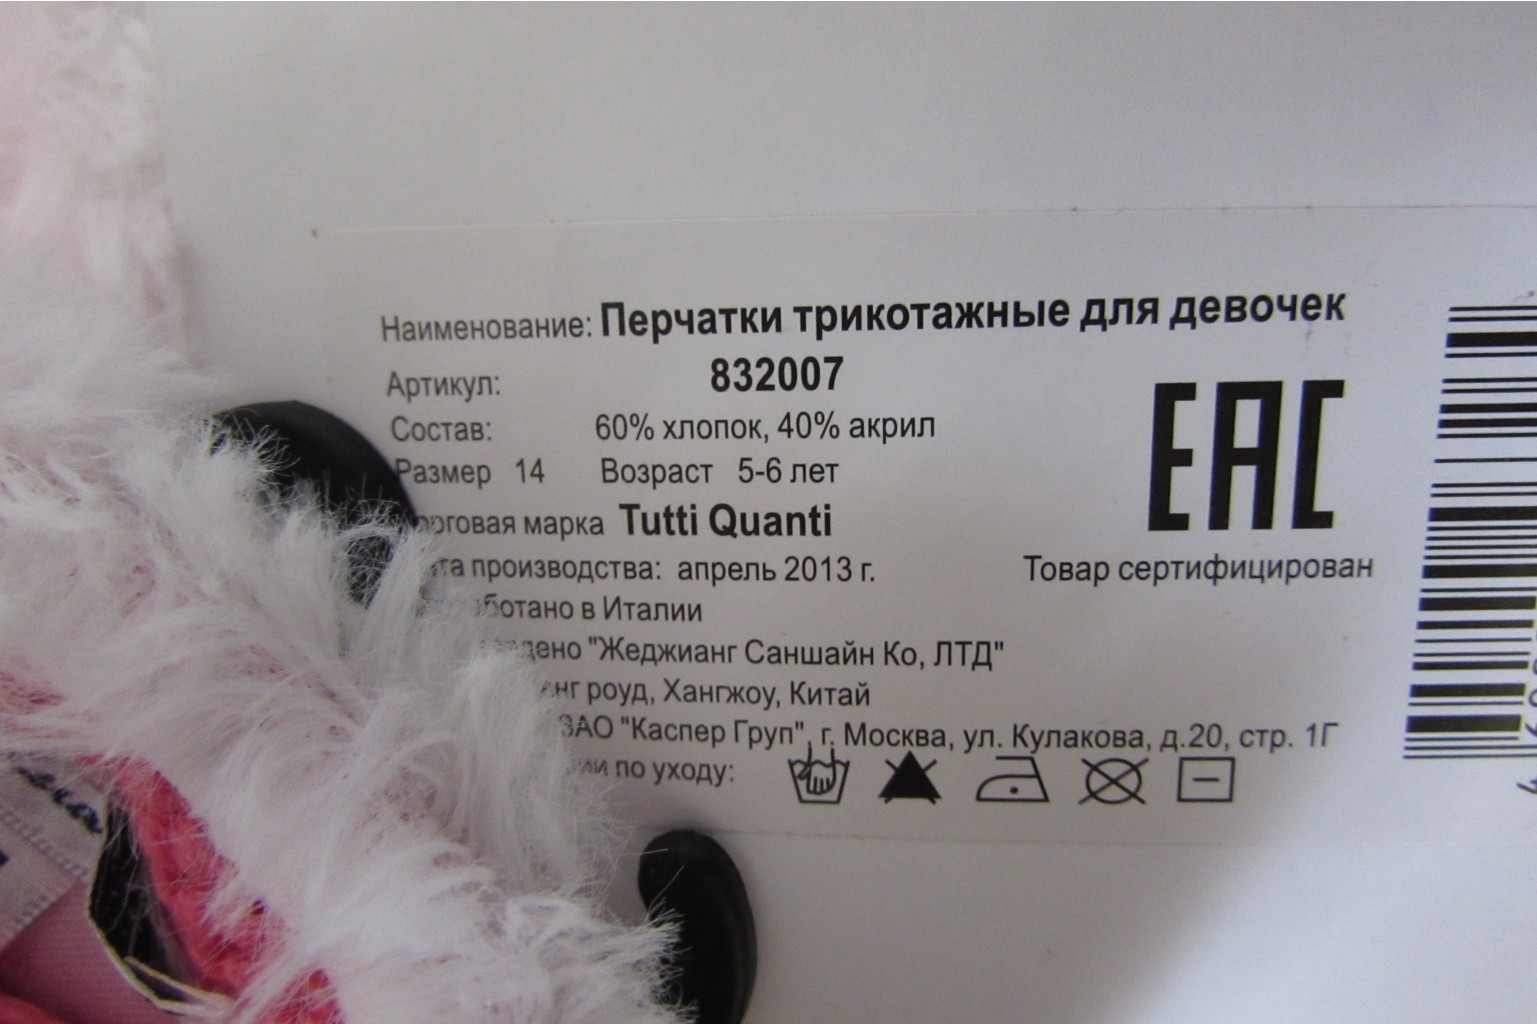 Наименование: Перчатки трикотажные для девочек
Артикул: 832007
Состав: 60% хлопок, 40% акрил
Размер 14 Возраст 5-6 лет
марка Tutti Quanti
производства: апрель 2013 г.
в Италии
"Жеджианг Саншайн Ко, ЛТД"
роуд, Хангжоу, Китай
ЗАО "Каспер Груп", г. Москва, ул. Кулакова, д.20, стр. 1Г
по уходу:
EAC
Товар сертифицирован